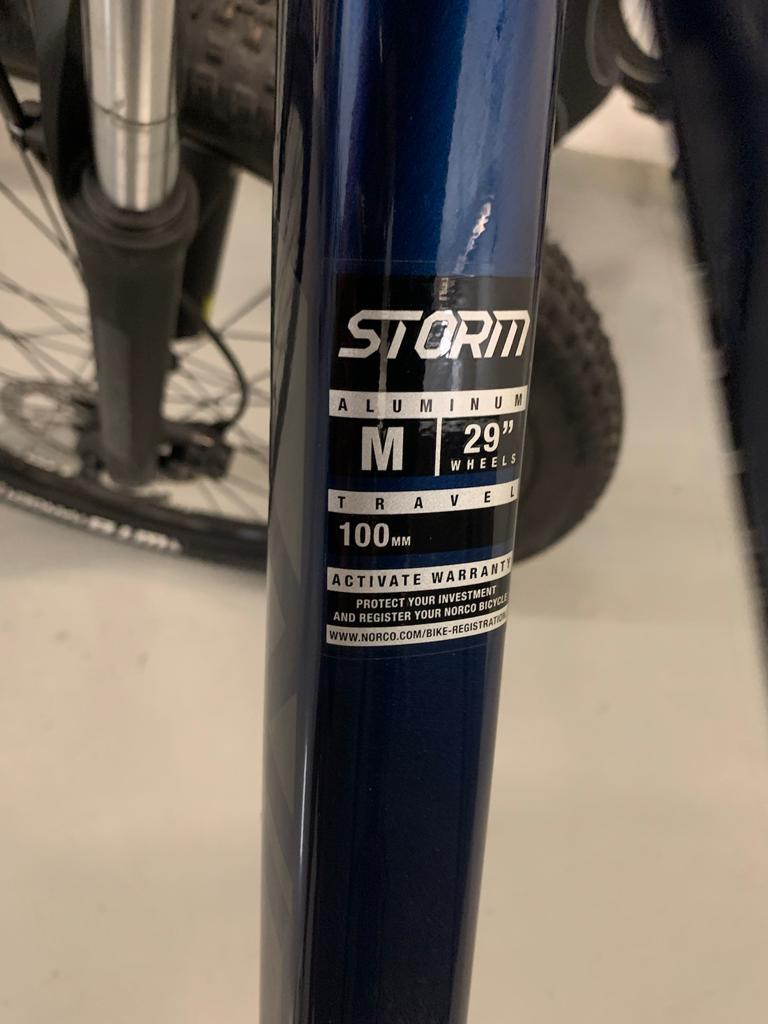 STORM
ALUMINUM
M 29"
WHEELS
TRAVEL
100MM
ACTIVATE WARRANTY
PROTECT YOUR INVESTMENT
AND REGISTER YOUR NORCO BICYCLE
WWW.NORCO.COM/BIKE-REGISTRATION